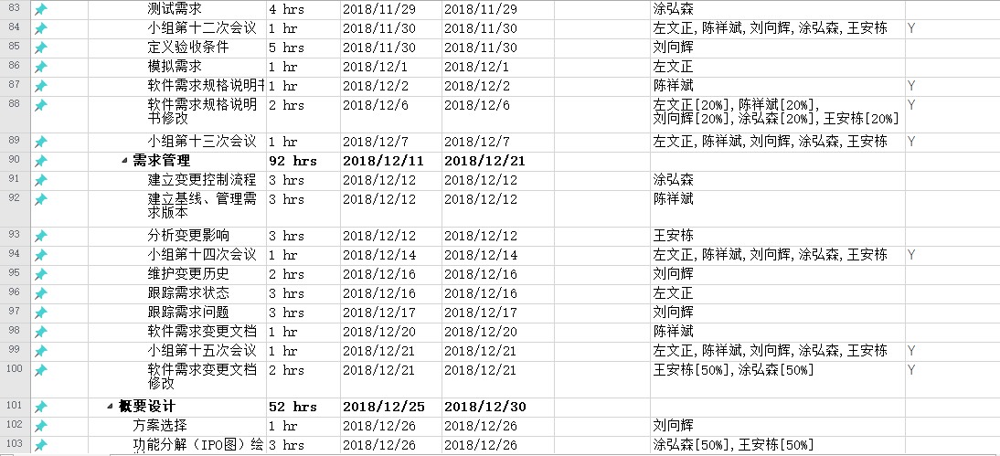 83 测试需求 4 hrs 2018/11/29 2018/11/29 涂弘森
84 小组第十二次会议 1 hr 2018/11/30 2018/11/30 左文正,陈祥斌,刘向辉,涂弘森,王安栋 Y
85 定义验收条件 5 hrs 2018/11/30 2018/11/30 刘向辉
86 模拟需求 1 hr 2018/12/1 2018/12/1 左文正
87 软件需求规格说明书 1 hr 2018/12/2 2018/12/2 陈祥斌 Y
88 软件需求规格说明 2 hrs 2018/12/6 2018/12/6 左文正[20%],陈祥斌[20%], Y
书修改 刘向辉[20%],涂弘森[20%],王安栋[20%]
89 小组第十三次会议 1 hr 2018/12/7 2018/12/7 左文正,陈祥斌,刘向辉,涂弘森,王安栋 Y
90 需求管理 92 hrs 2018/12/11 2018/12/21
91 建立变更控制流程 3 hrs 2018/12/12 2018/12/12 涂弘森
92 建立基线、管理需 3 hrs 2018/12/12 2018/12/12 陈祥斌
求版本
93 分析变更影响 3 hrs 2018/12/12 2018/12/12 王安栋
94 小组第十四次会议 1 hr 2018/12/14 2018/12/14 左文正,陈祥斌,刘向辉,涂弘森,王安栋 Y
95 维护变更历史 2 hrs 2018/12/16 2018/12/16 刘向辉
96 跟踪需求状态 3 hrs 2018/12/16 2018/12/16 左文正
97 跟踪需求问题 3 hrs 2018/12/17 2018/12/17 刘向辉
98 软件需求变更文档 1 hr 2018/12/20 2018/12/20 陈祥斌
99 小组第十五次会议 1 hr 2018/12/21 2018/12/21 左文正,陈祥斌,刘向辉,涂弘森,王安栋 Y
100 软件需求变更文档 2 hrs 2018/12/21 2018/12/21 王安栋[50%],涂弘森[50%] Y
修改
101 概要设计 52 hrs 2018/12/25 2018/12/30
102 方案选择 1 hr 2018/12/26 2018/12/26 刘向辉
103 功能分解（IPO图）绘 3 hrs 2018/12/26 2018/12/26 涂弘森[50%],王安栋[50%]